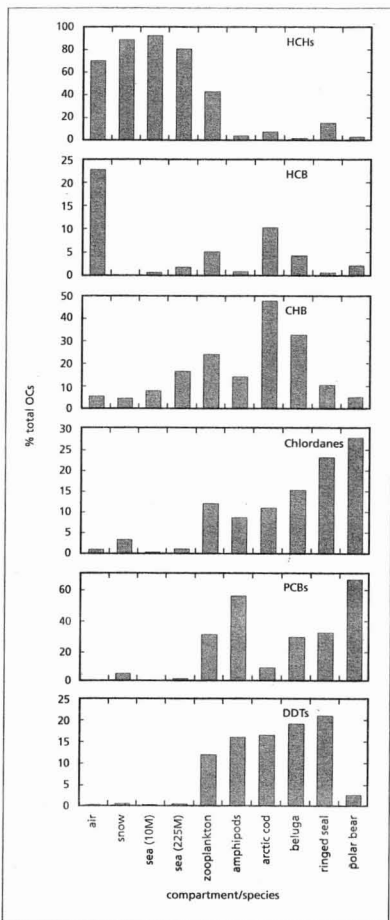 100
80
60
40
20
0
HCHs
25
20
15
10
5
0
HCB
50
40
30
20
10
0
CHB
% total OCs
30
25
20
15
10
5
0
Chlordanes
60
40
20
0
PCBs
25
20
15
10
5
0
DDTs
air
snow
sea (10M)
sea (225M)
zooplankton
amphipods
arctic cod
beluga
ringed seal
polar bear
compartment/species